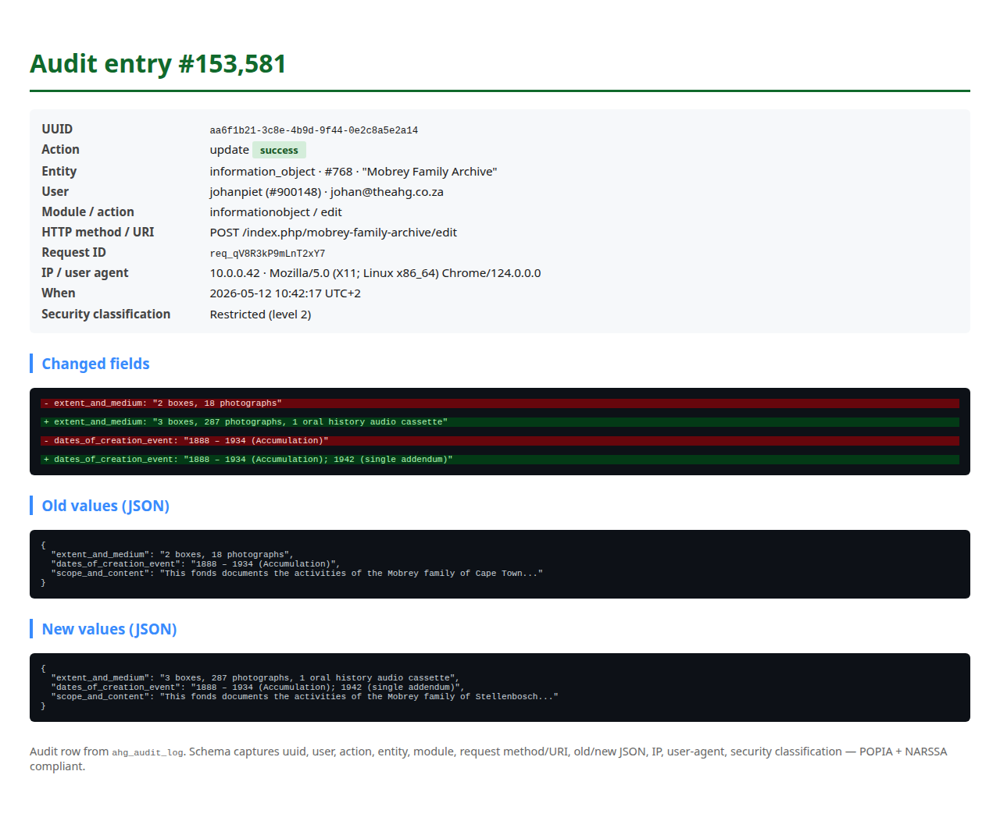 Audit entry #153,581
UUID aa6f1b21-3c8e-4b9d-9f44-0e2c8a5e2a14
Action update success
Entity information_object · #768 · "Mobrey Family Archive"
User johanpiet (#900148) · johan@theahg.co.za
Module / action informationobject / edit
HTTP method / URI POST /index.php/mobrey-family-archive/edit
Request ID req_qV8R3kP9mLnT2xY7
IP / user agent 10.0.0.42 · Mozilla/5.0 (X11; Linux x86_64) Chrome/124.0.0.0
When 2026-05-12 10:42:17 UTC+2
Security classification Restricted (level 2)
Changed fields
- extent_and_medium: "2 boxes, 18 photographs"
+ extent_and_medium: "3 boxes, 287 photographs, 1 oral history audio cassette"
- dates_of_creation_event: "1888 – 1934 (Accumulation)"
+ dates_of_creation_event: "1888 – 1934 (Accumulation); 1942 (single addendum)"
Old values (JSON)
{
"extent_and_medium": "2 boxes, 18 photographs",
"dates_of_creation_event": "1888 – 1934 (Accumulation)",
"scope_and_content": "This fonds documents the activities of the Mobrey family of Cape Town..."
}
New values (JSON)
{
"extent_and_medium": "3 boxes, 287 photographs, 1 oral history audio cassette",
"dates_of_creation_event": "1888 – 1934 (Accumulation); 1942 (single addendum)",
"scope_and_content": "This fonds documents the activities of the Mobrey family of Stellenbosch..."
}
Audit row from ahg_audit_log. Schema captures uuid, user, action, entity, module, request method/URI, old/new JSON, IP, user-agent, security classification — POPIA + NARSSA
compliant.